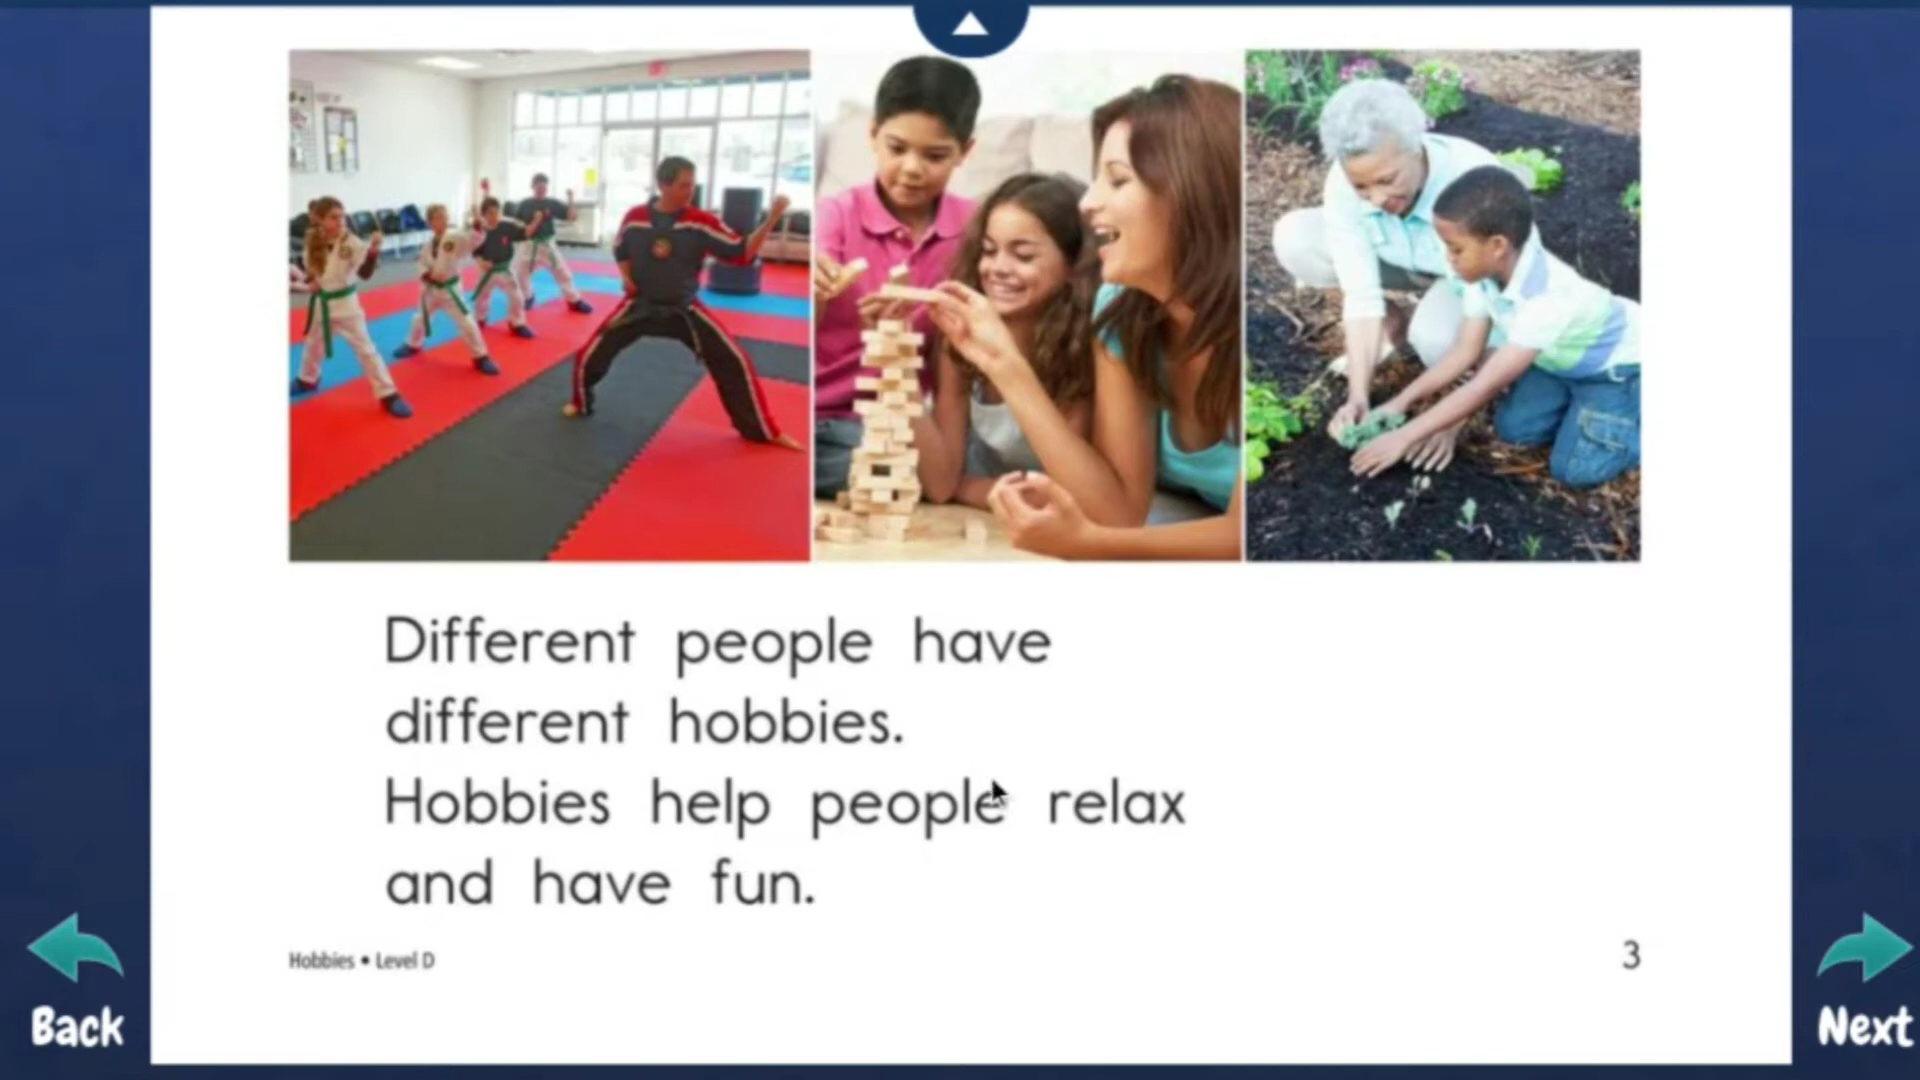 Different people have
different hobbies.
Hobbies help people relax
and have fun.
Hobbies • Level D
3
Back
Next